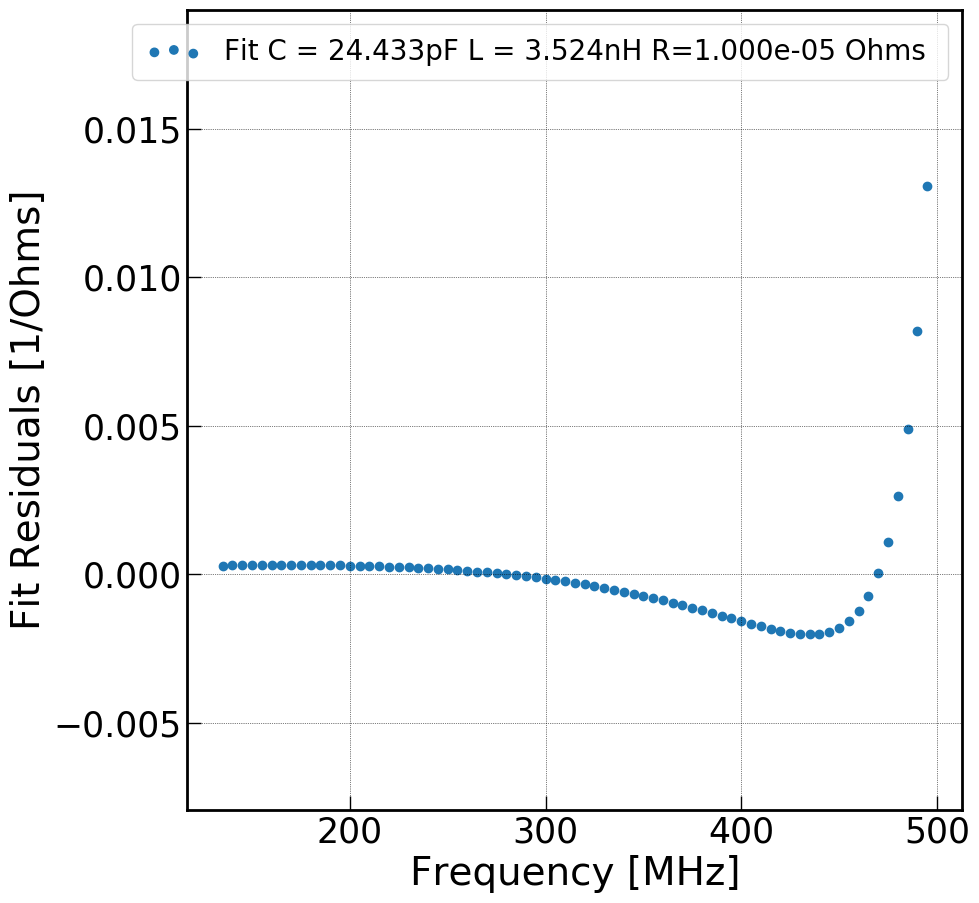 Fit C = 24.433pF L = 3.524nH R=1.000e-05 Ohms
0.015
0.010
0.005
0.000
−0.005
Fit Residuals [1/Ohms]
200 300 400 500
Frequency [MHz]